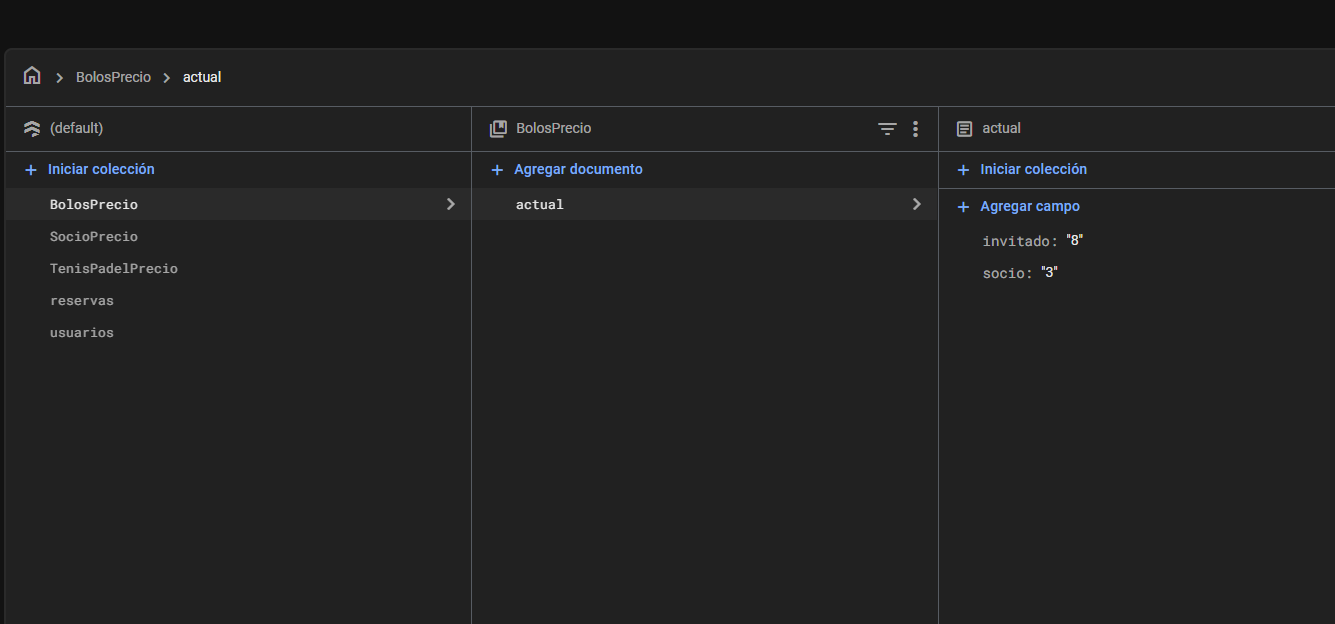 BolosPrecio actual
(default)
Iniciar colección
BolosPrecio
SocioPrecio
TenisPadelPrecio
reservas
usuarios
BolosPrecio
Agregar documento
actual
actual
Iniciar colección
Agregar campo
invitado: "8"
socio: "3"